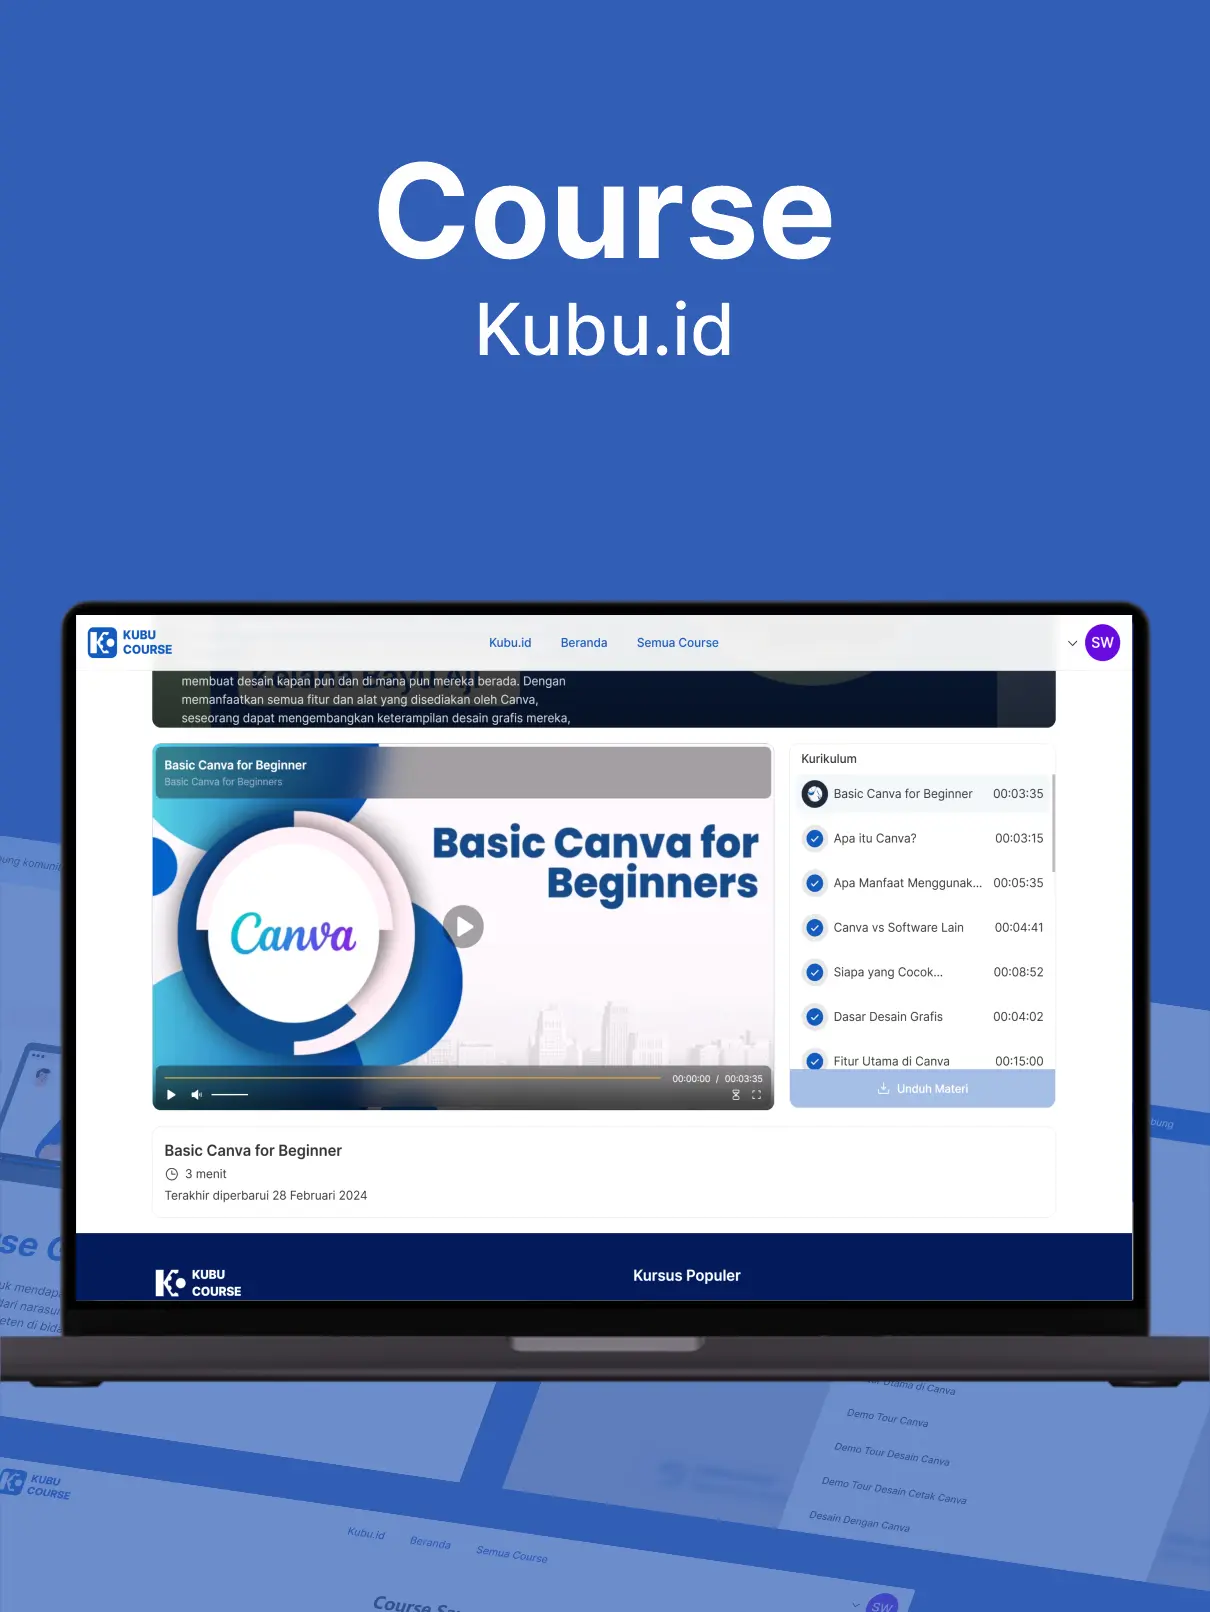 Course
Kubu.id
KUBU
COURSE
Kubu.id
Beranda
Semua Course
SW
Kelana Bayu Aji
membuat desain kapan pun dan di mana pun mereka berada. Dengan
memanfaatkan semua fitur dan alat yang disediakan oleh Canva,
seseorang dapat mengembangkan keterampilan desain grafis mereka,
Basic Canva for Beginner
Basic Canva for Beginners
Basic Canva for
Beginners
Canva
00:00:00 / 00:03:35
Kurikulum
Basic Canva for Beginner 00:03:35
Apa itu Canva? 00:03:15
Apa Manfaat Menggunak... 00:05:35
Canva vs Software Lain 00:04:41
Siapa yang Cocok... 00:08:52
Dasar Desain Grafis 00:04:02
Fitur Utama di Canva 00:15:00
Unduh Materi
Basic Canva for Beginner
3 menit
Terakhir diperbarui 28 Februari 2024
KUBU
COURSE
Kursus Populer
Utama di Canva
Demo Tour Canva
Demo Tour Desain Canva
Demo Tour Desain Cetak Canva
Desain Dengan Canva
KUBU
COURSE
Kubu.id
Beranda
Semua Course
Course
SW